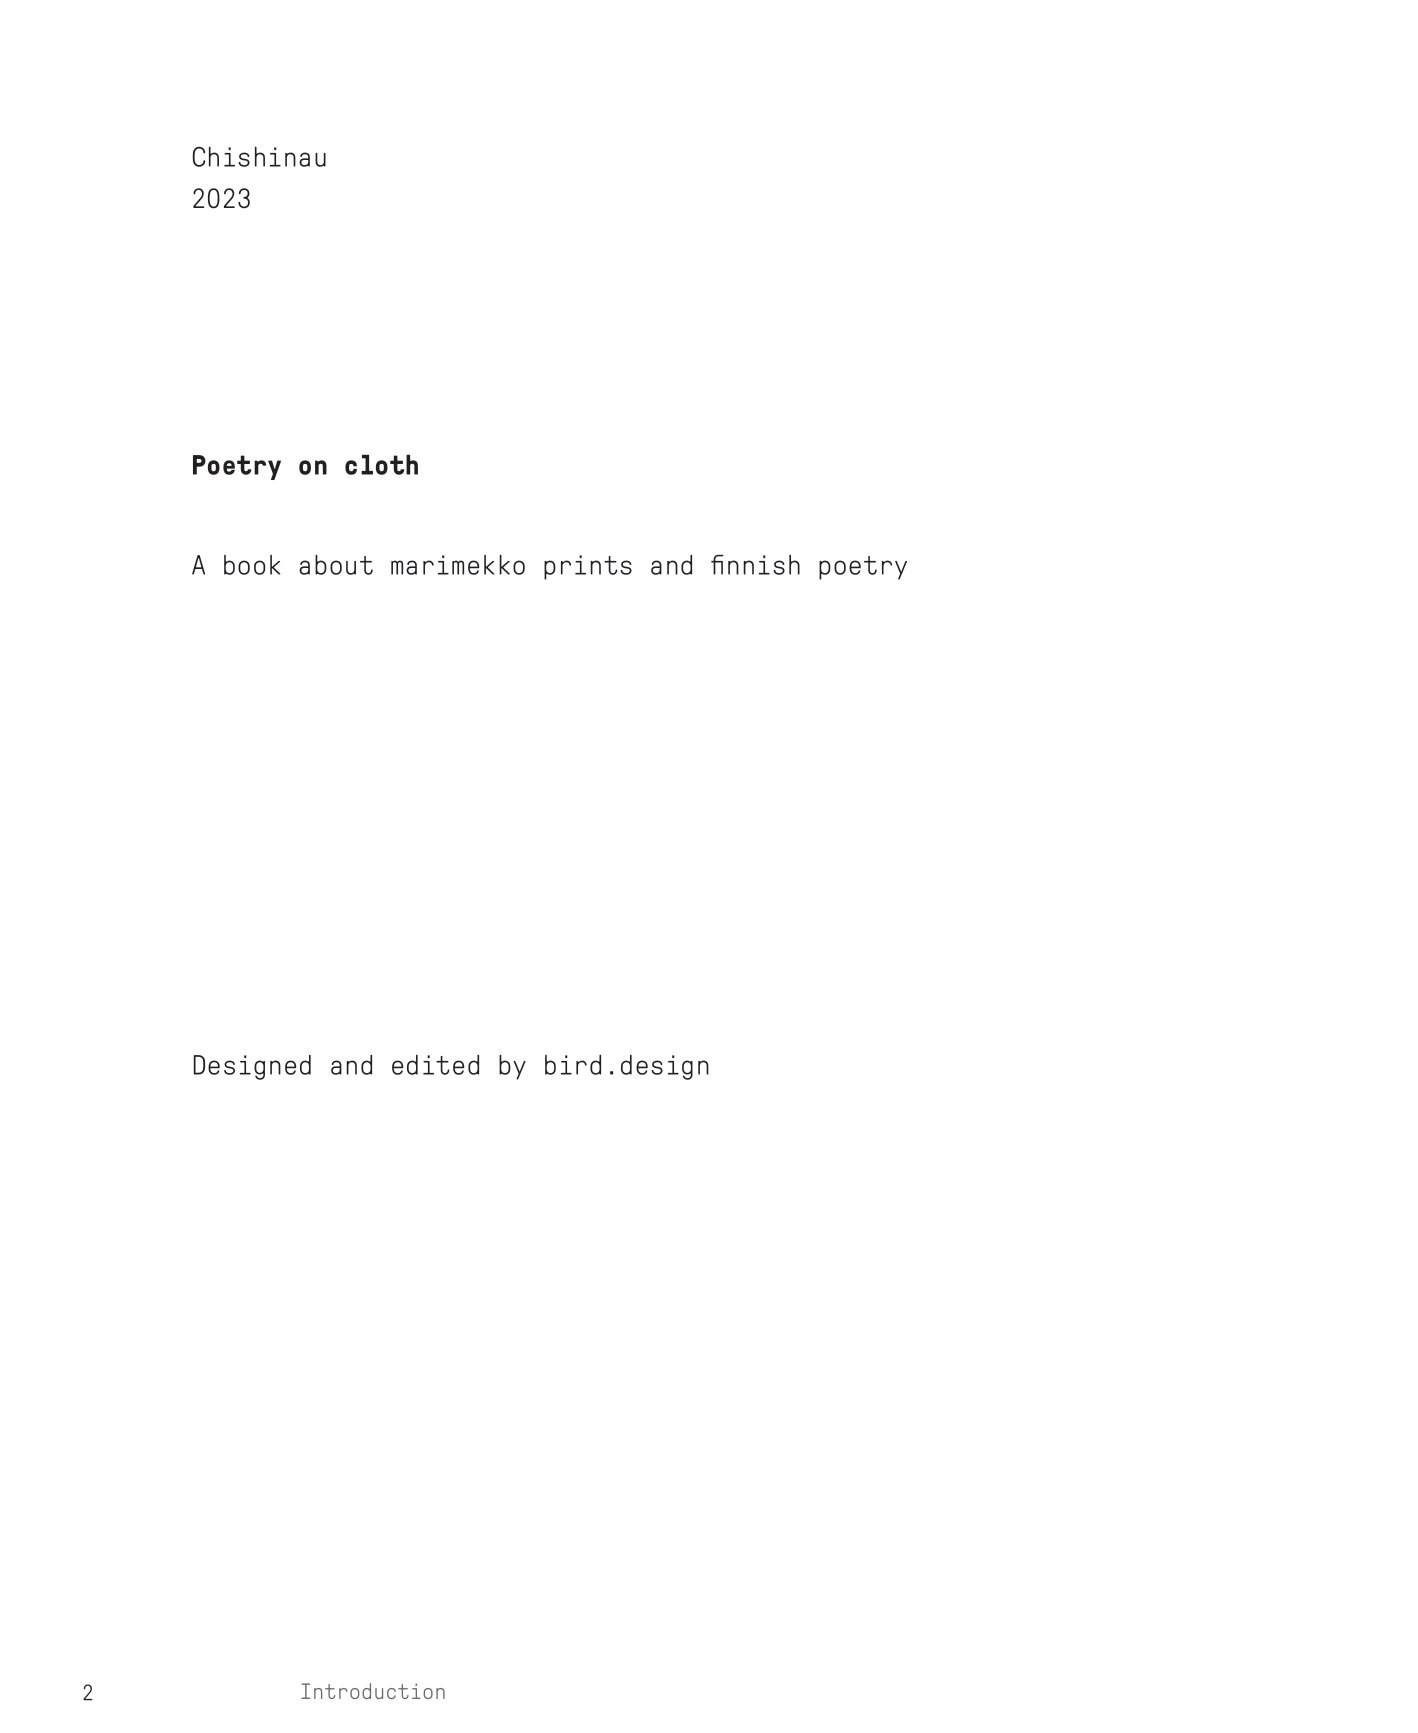 Chishinau
2023
Poetry on cloth
A book about marimekko prints and finnish poetry
Designed and edited by bird.design
2 Introduction